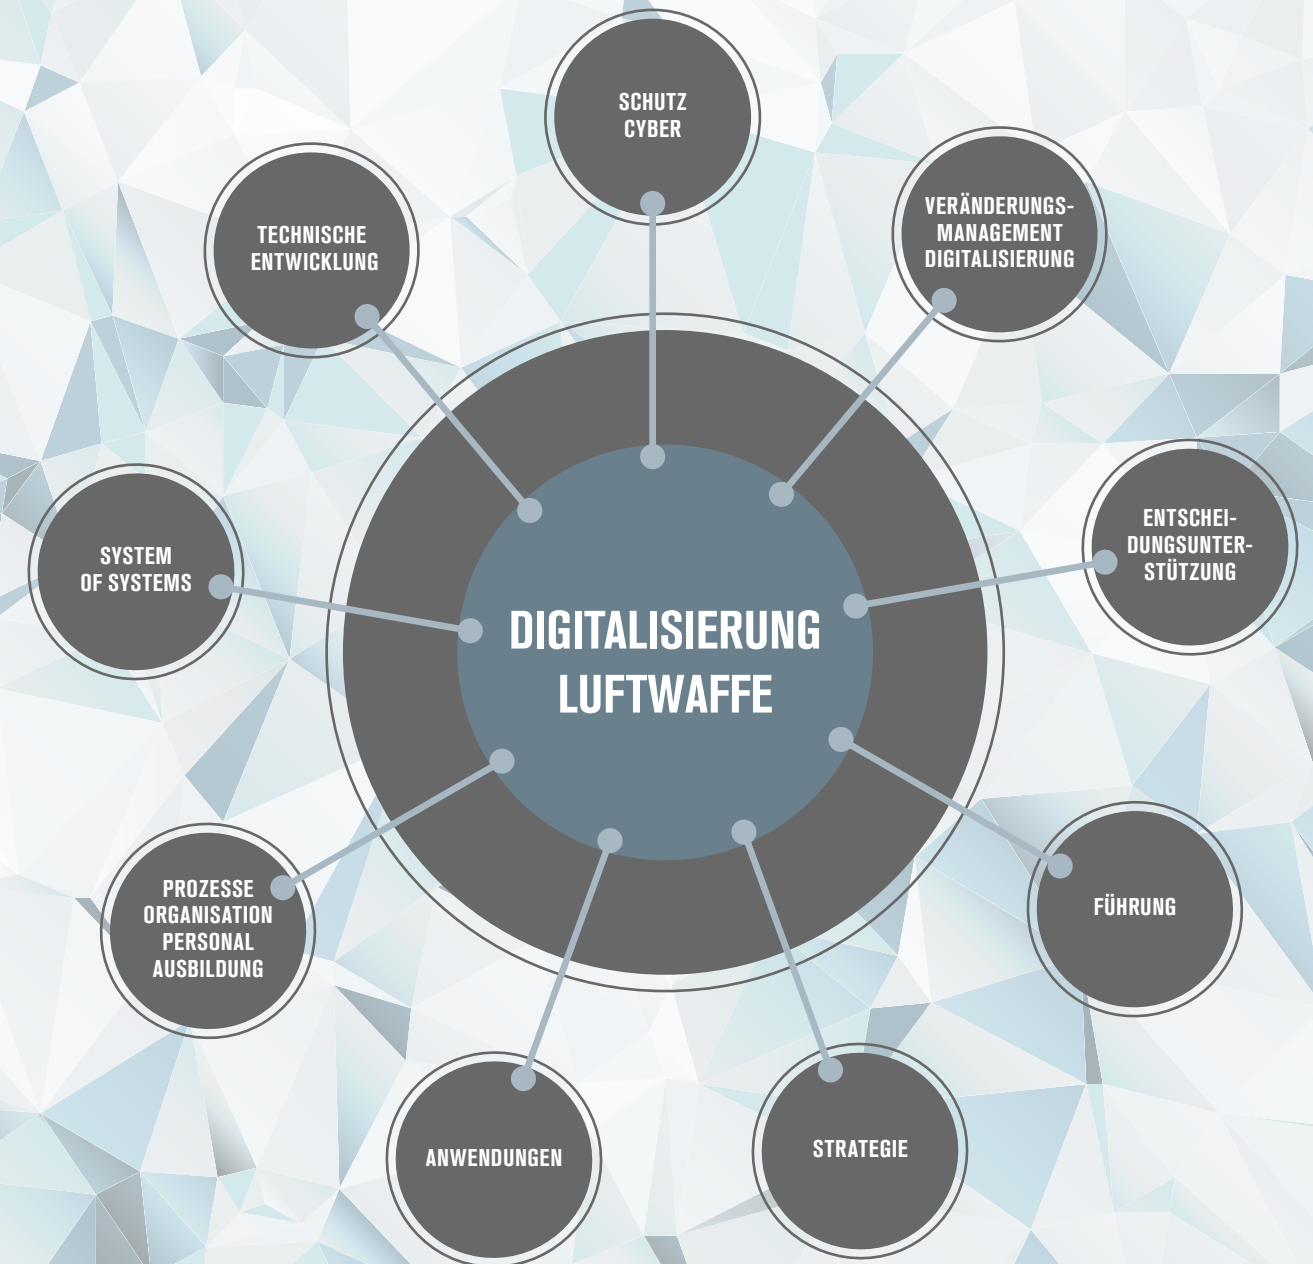 SCHUTZ
CYBER
VERÄNDERUNGS-
MANAGEMENT
DIGITALISIERUNG
TECHNISCHE
ENTWICKLUNG
ENTSCHEI-
DUNGSUNTER-
STÜTZUNG
SYSTEM
OF SYSTEMS
DIGITALISIERUNG
LUFTWAFFE
PROZESSE
ORGANISATION
PERSONAL
AUSBILDUNG
FÜHRUNG
ANWENDUNGEN
STRATEGIE